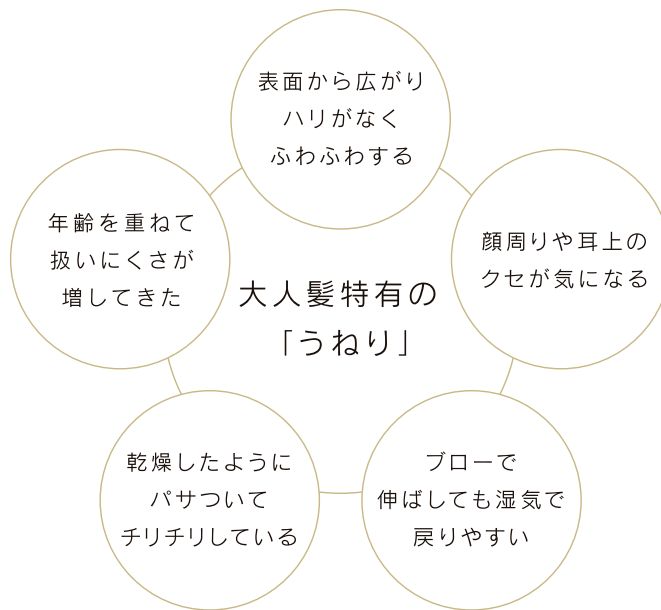 表面から広がり
ハリがなく
ふわふわする
顔周りや耳上の
クセが気になる
ブローで
伸ばしても湿気で
戻りやすい
乾燥したように
パサついて
チリチリしている
年齢を重ねて
扱いにくさが
増してきた
大人髪特有の
「うねり」